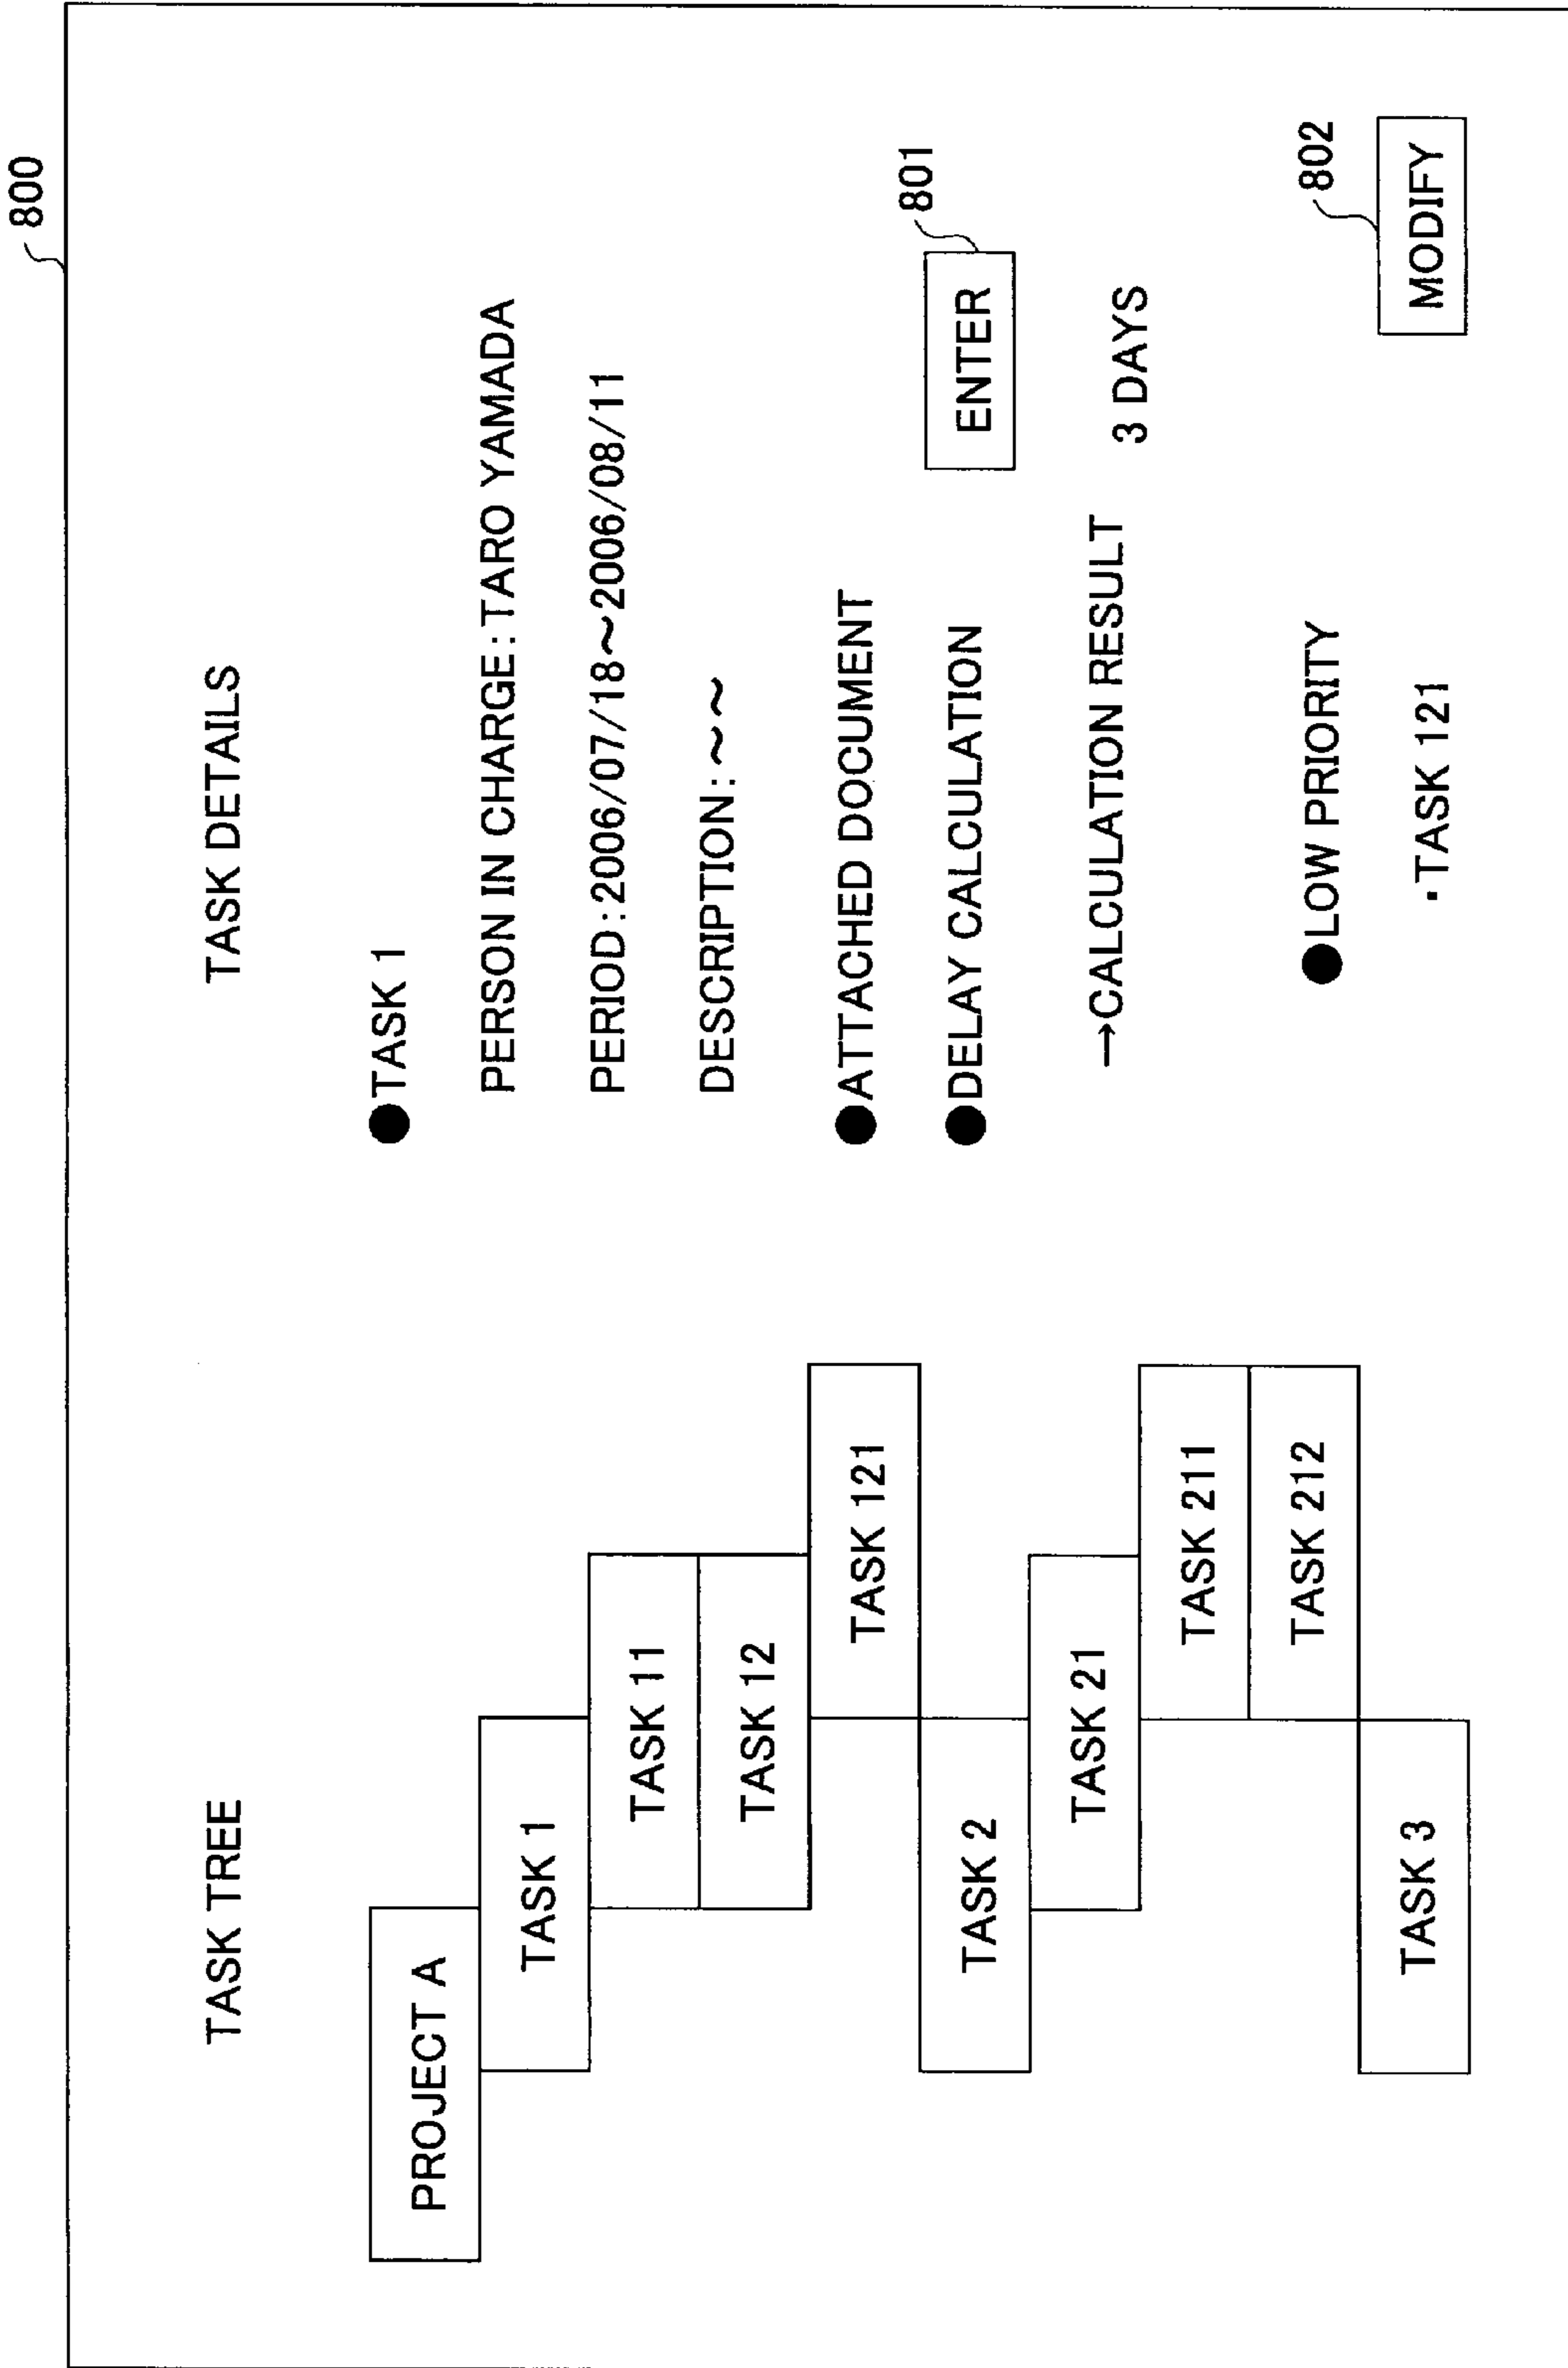 800
TASK TREE
PROJECT A
TASK 1
TASK 11
TASK 12
TASK 121
TASK 2
TASK 21
TASK 211
TASK 212
TASK 3
TASK DETAILS
●TASK 1
PERSON IN CHARGE:TARO YAMADA
PERIOD:2006/07/18~2006/08/11
DESCRIPTION:~~
●ATTACHED DOCUMENT
●DELAY CALCULATION
ENTER
801
→CALCULATION RESULT 3 DAYS
●LOW PRIORITY
802
・TASK 121
MODIFY